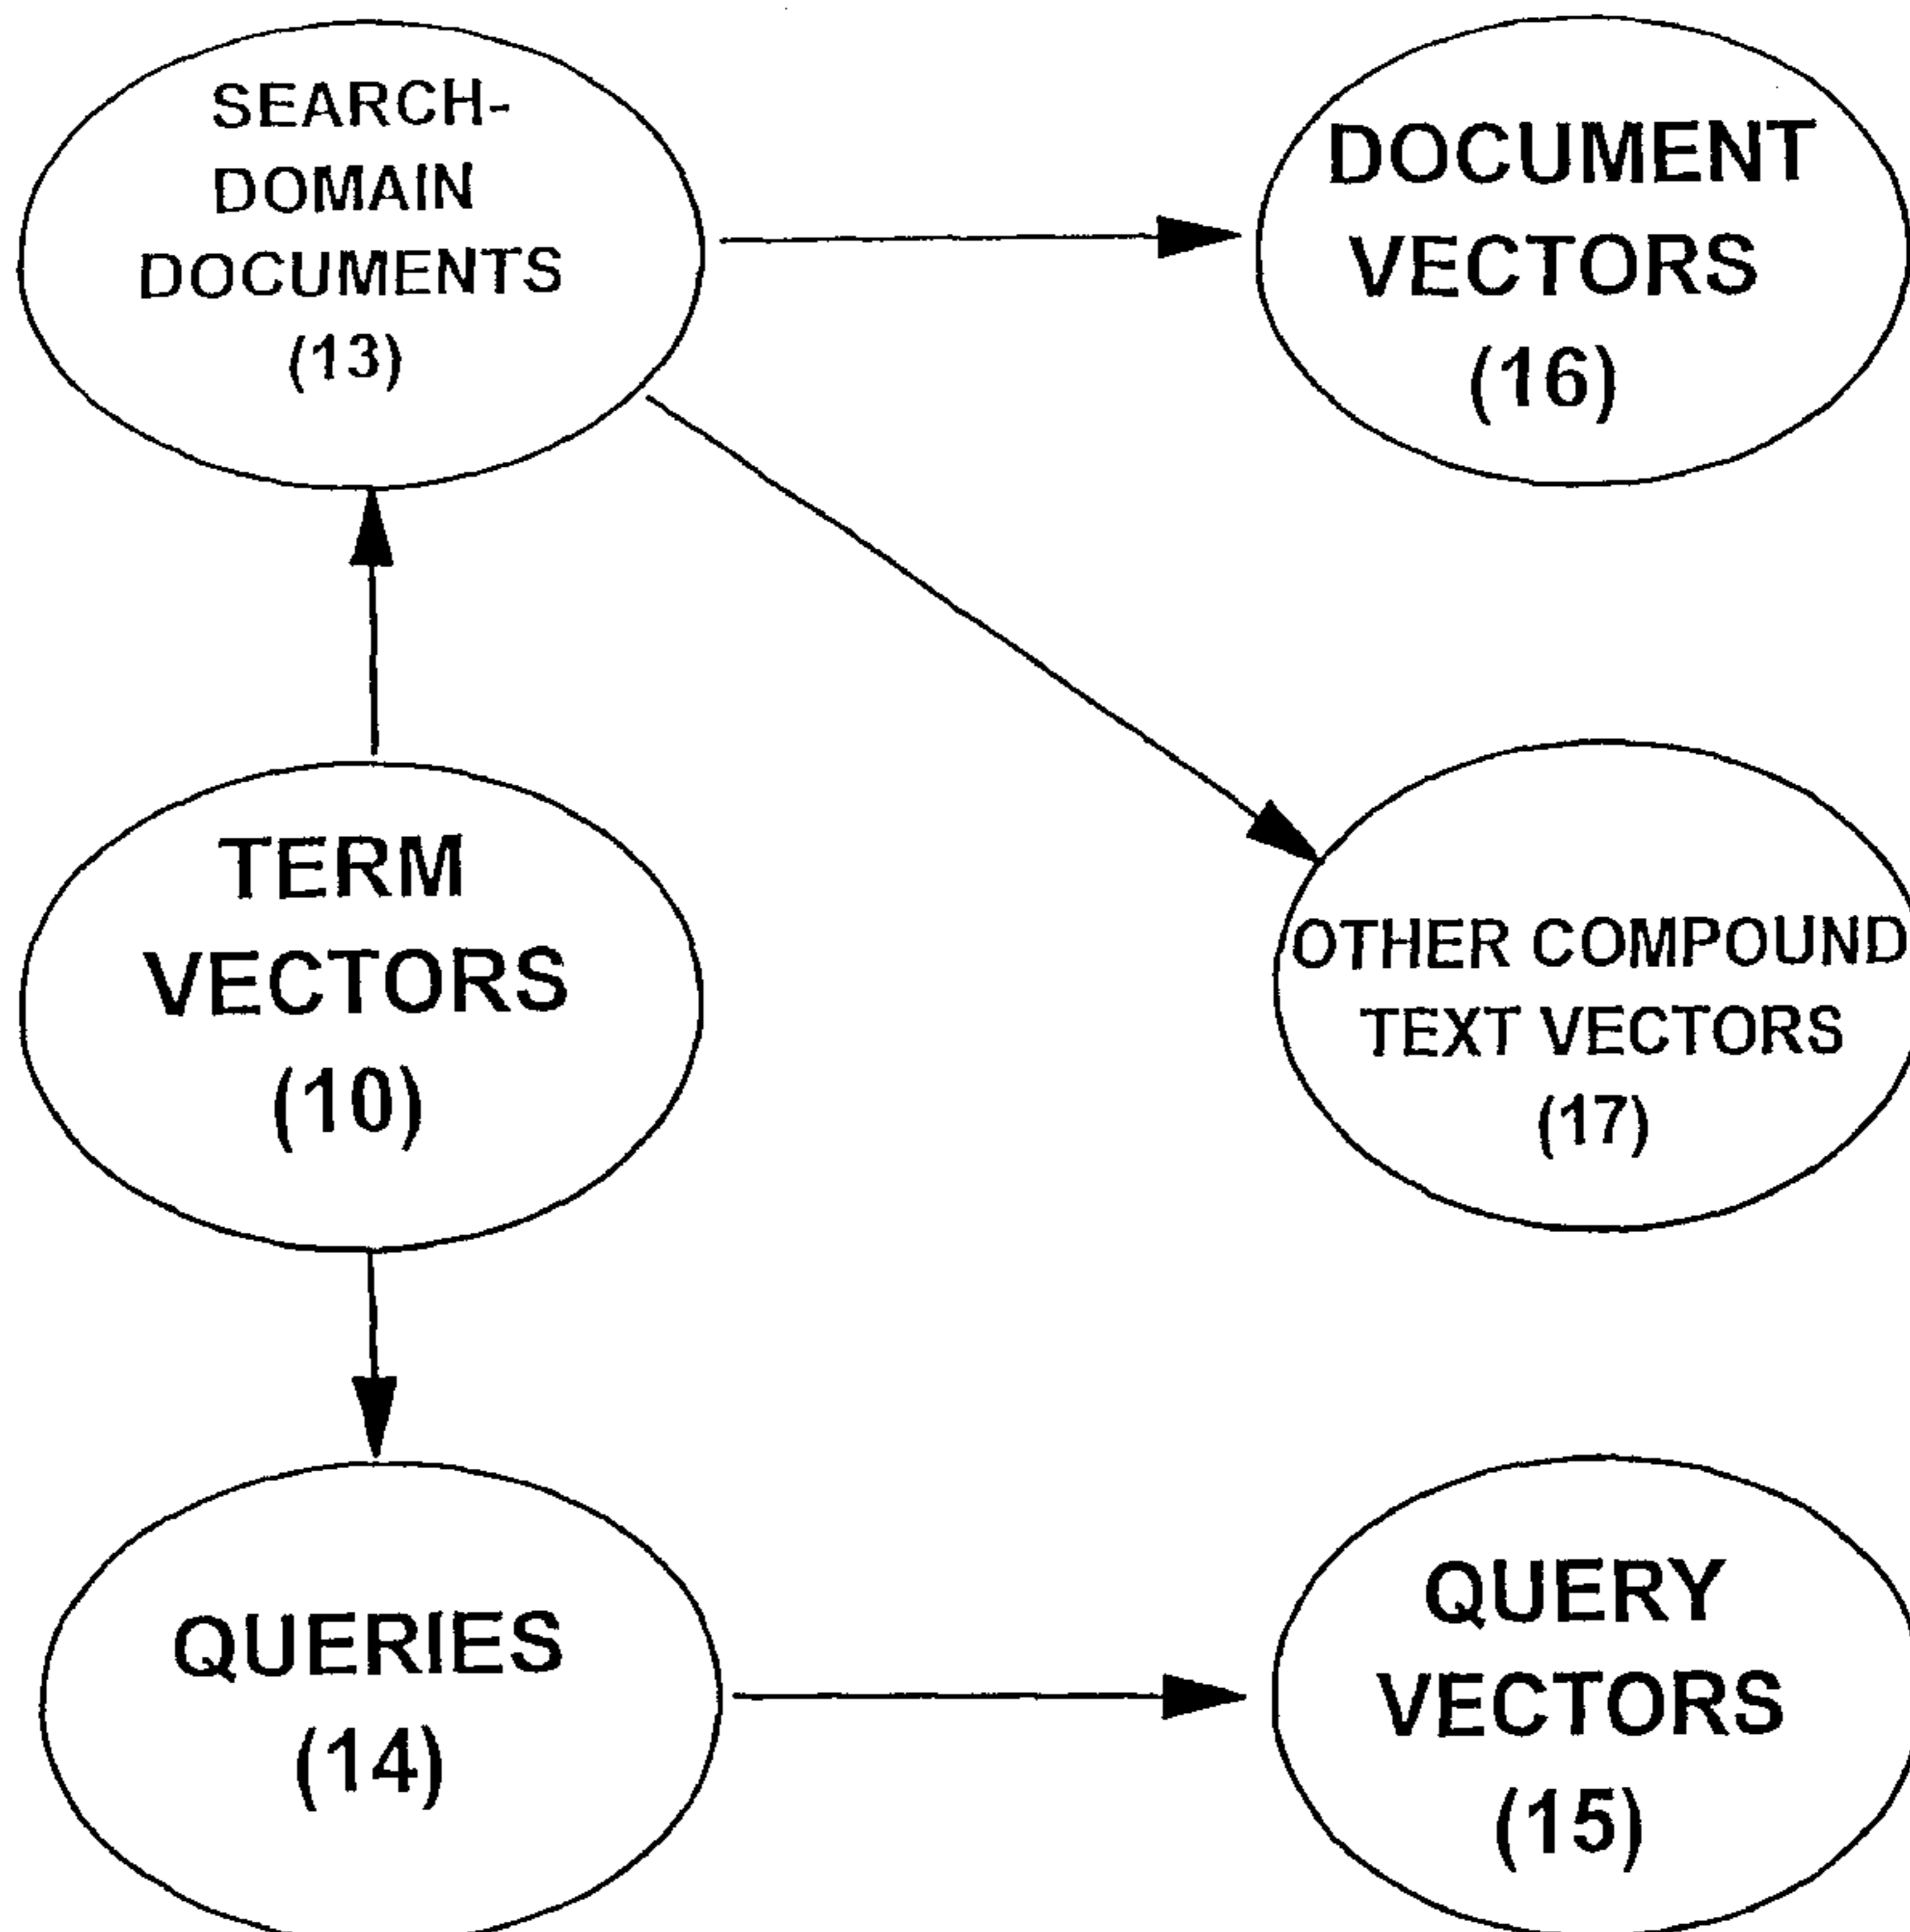 SEARCH-
DOMAIN
DOCUMENTS
(13)
DOCUMENT
VECTORS
(16)
TERM
VECTORS
(10)
OTHER COMPOUND
TEXT VECTORS
(17)
QUERIES
(14)
QUERY
VECTORS
(15)